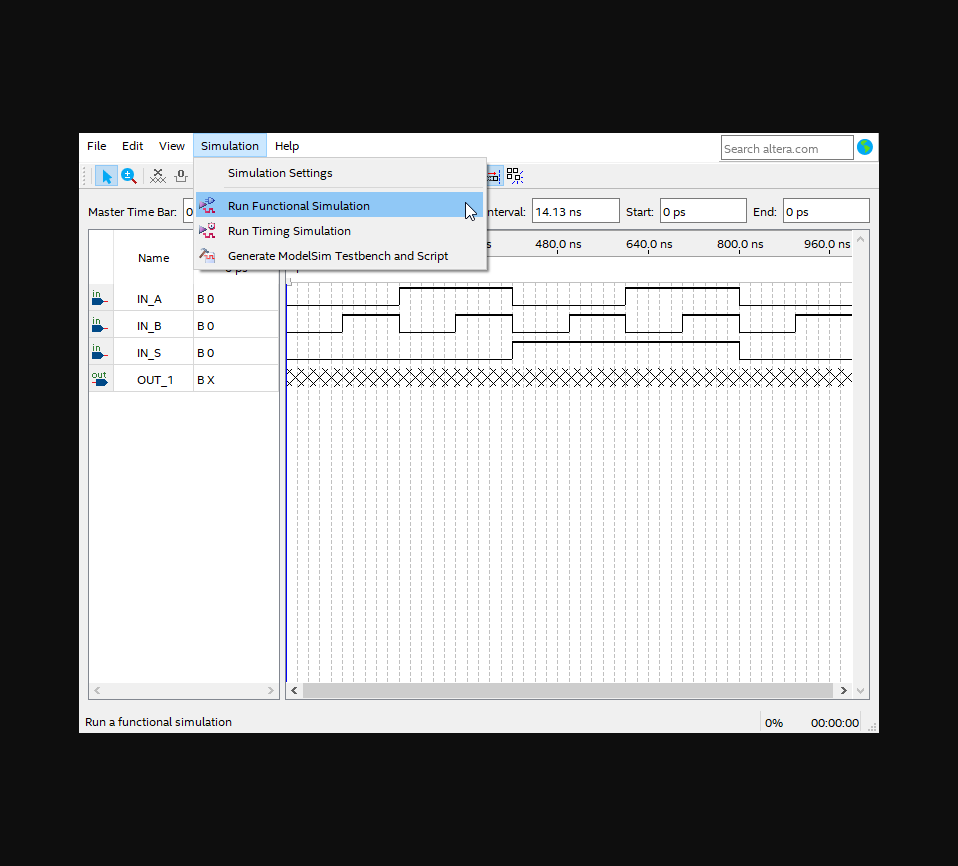 File Edit View Simulation Help Search altera.com
Simulation Settings
Master Time Bar: 0 Run Functional Simulation nterval: 14.13 ns Start: 0 ps End: 0 ps
Run Timing Simulation
s 480.0 ns 640.0 ns 800.0 ns 960.0 ns
Name Generate ModelSim Testbench and Script
in IN_A B 0
in IN_B B 0
in IN_S B 0
out OUT_1 B X
Run a functional simulation 0% 00:00:00